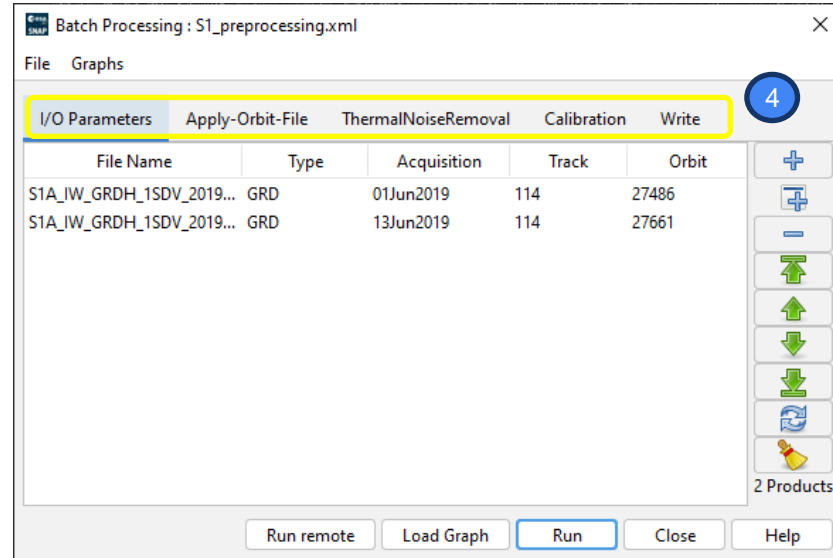 esa
SNAP
Batch Processing : S1_preprocessing.xml
File Graphs
I/O Parameters Apply-Orbit-File ThermalNoiseRemoval Calibration Write
4
File Name Type Acquisition Track Orbit
S1A_IW_GRDH_1SDV_2019... GRD 01Jun2019 114 27486
S1A_IW_GRDH_1SDV_2019... GRD 13Jun2019 114 27661
2 Products
Run remote Load Graph Run Close Help